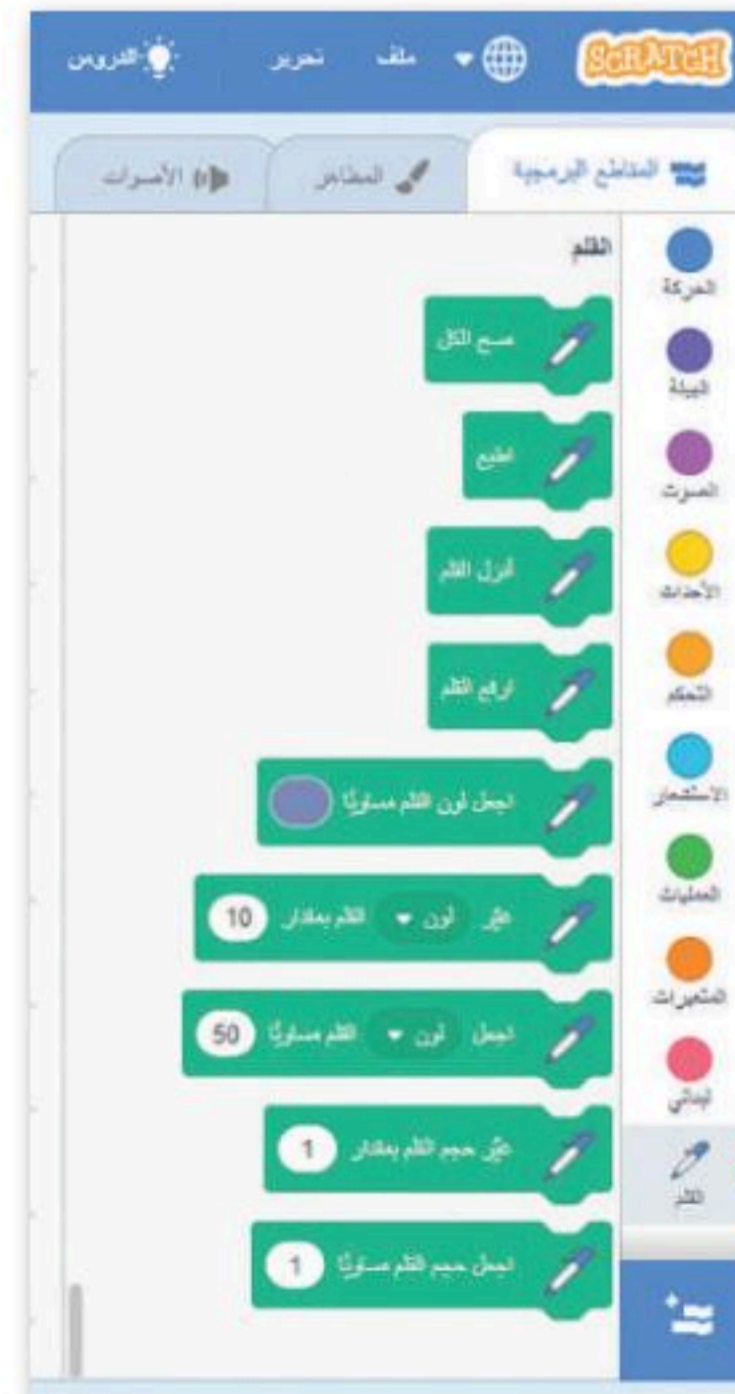 SCRATCH ملف تحرير الدروس
المقاطع البرمجية المظاهر الأصوات
القلم
مسح الكل
اطبع
أنزل القلم
ارفع القلم
اجعل لون القلم مساويًا
غيّر لون القلم بمقدار 10
اجعل لون القلم مساويًا 50
غيّر حجم القلم بمقدار 1
اجعل حجم القلم مساويًا 1
الحركة
الهيئة
الصوت
الأحداث
التحكم
الاستشعار
العمليات
المتغيرات
لبناتي
القلم